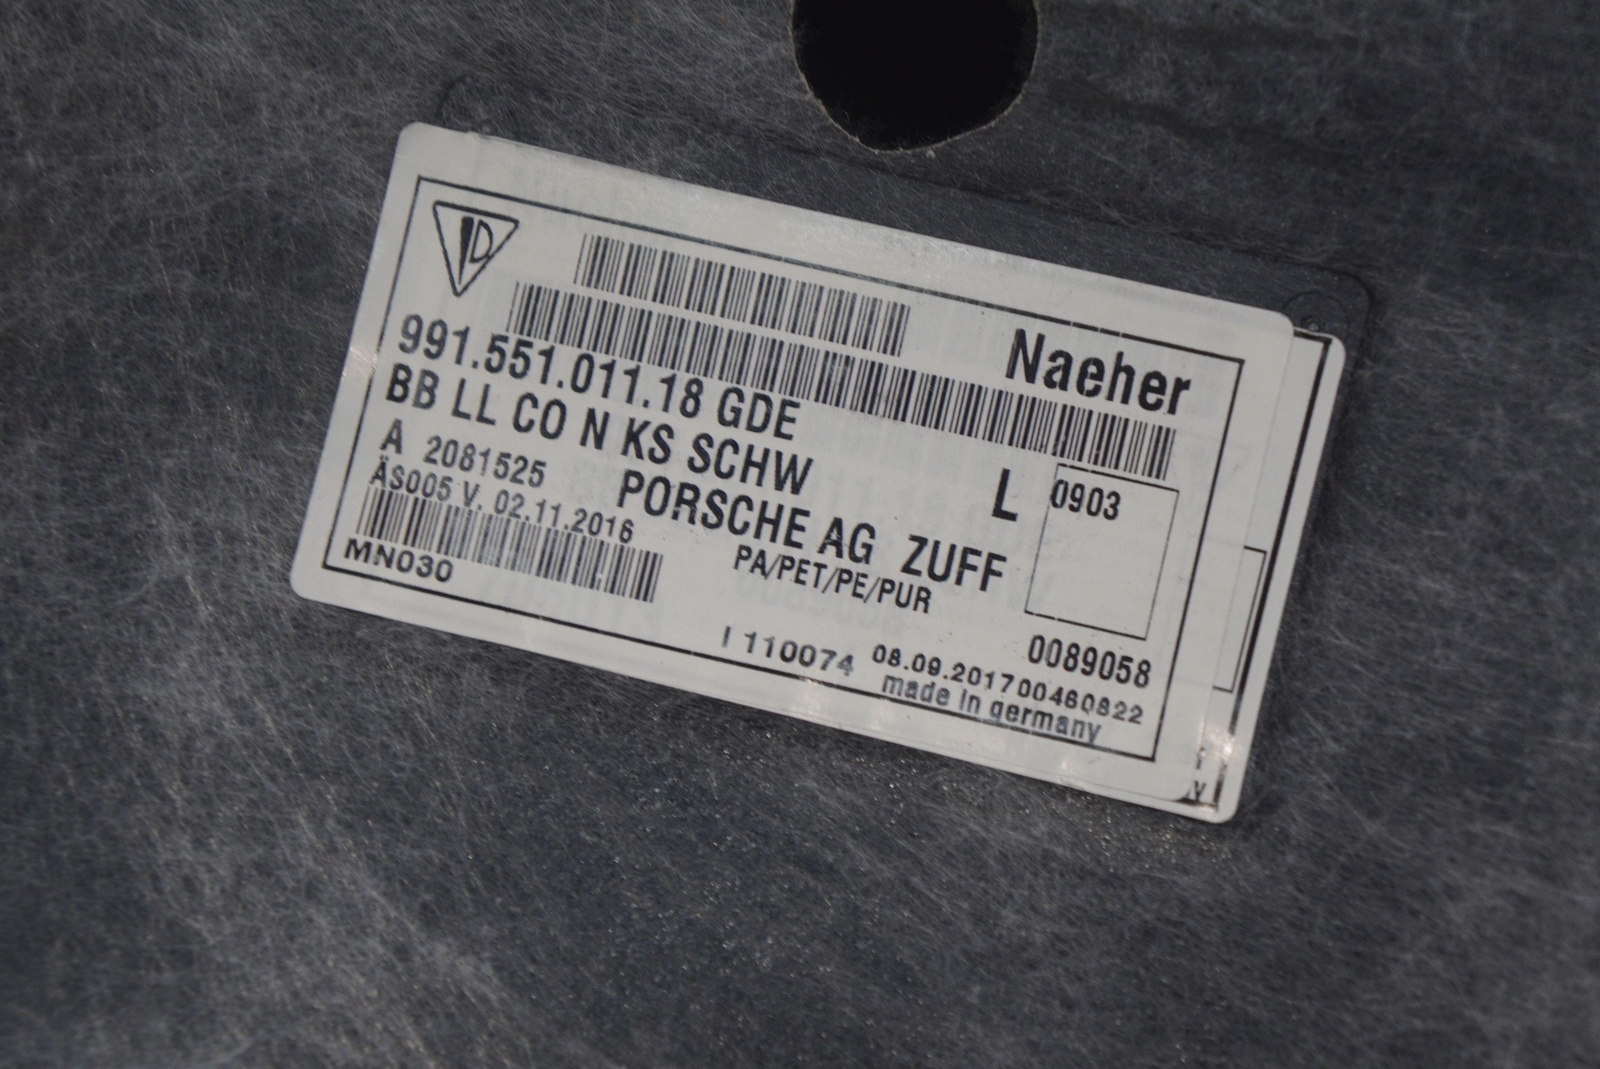 Naeher
991.551.011.18 GDE
BB LL CO N KS SCHW
A 2081525
L
0903
ÄS005 V. 02.11.2016
PORSCHE AG ZUFF
MN030
PA/PET/PE/PUR
0089058
I 110074
08.09.2017 00460822
made in germany